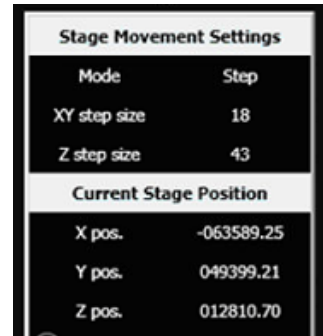 Stage Movement Settings
Mode Step
XY step size 18
Z step size 43
Current Stage Position
X pos. -063589.25
Y pos. 049399.21
Z pos. 012810.70